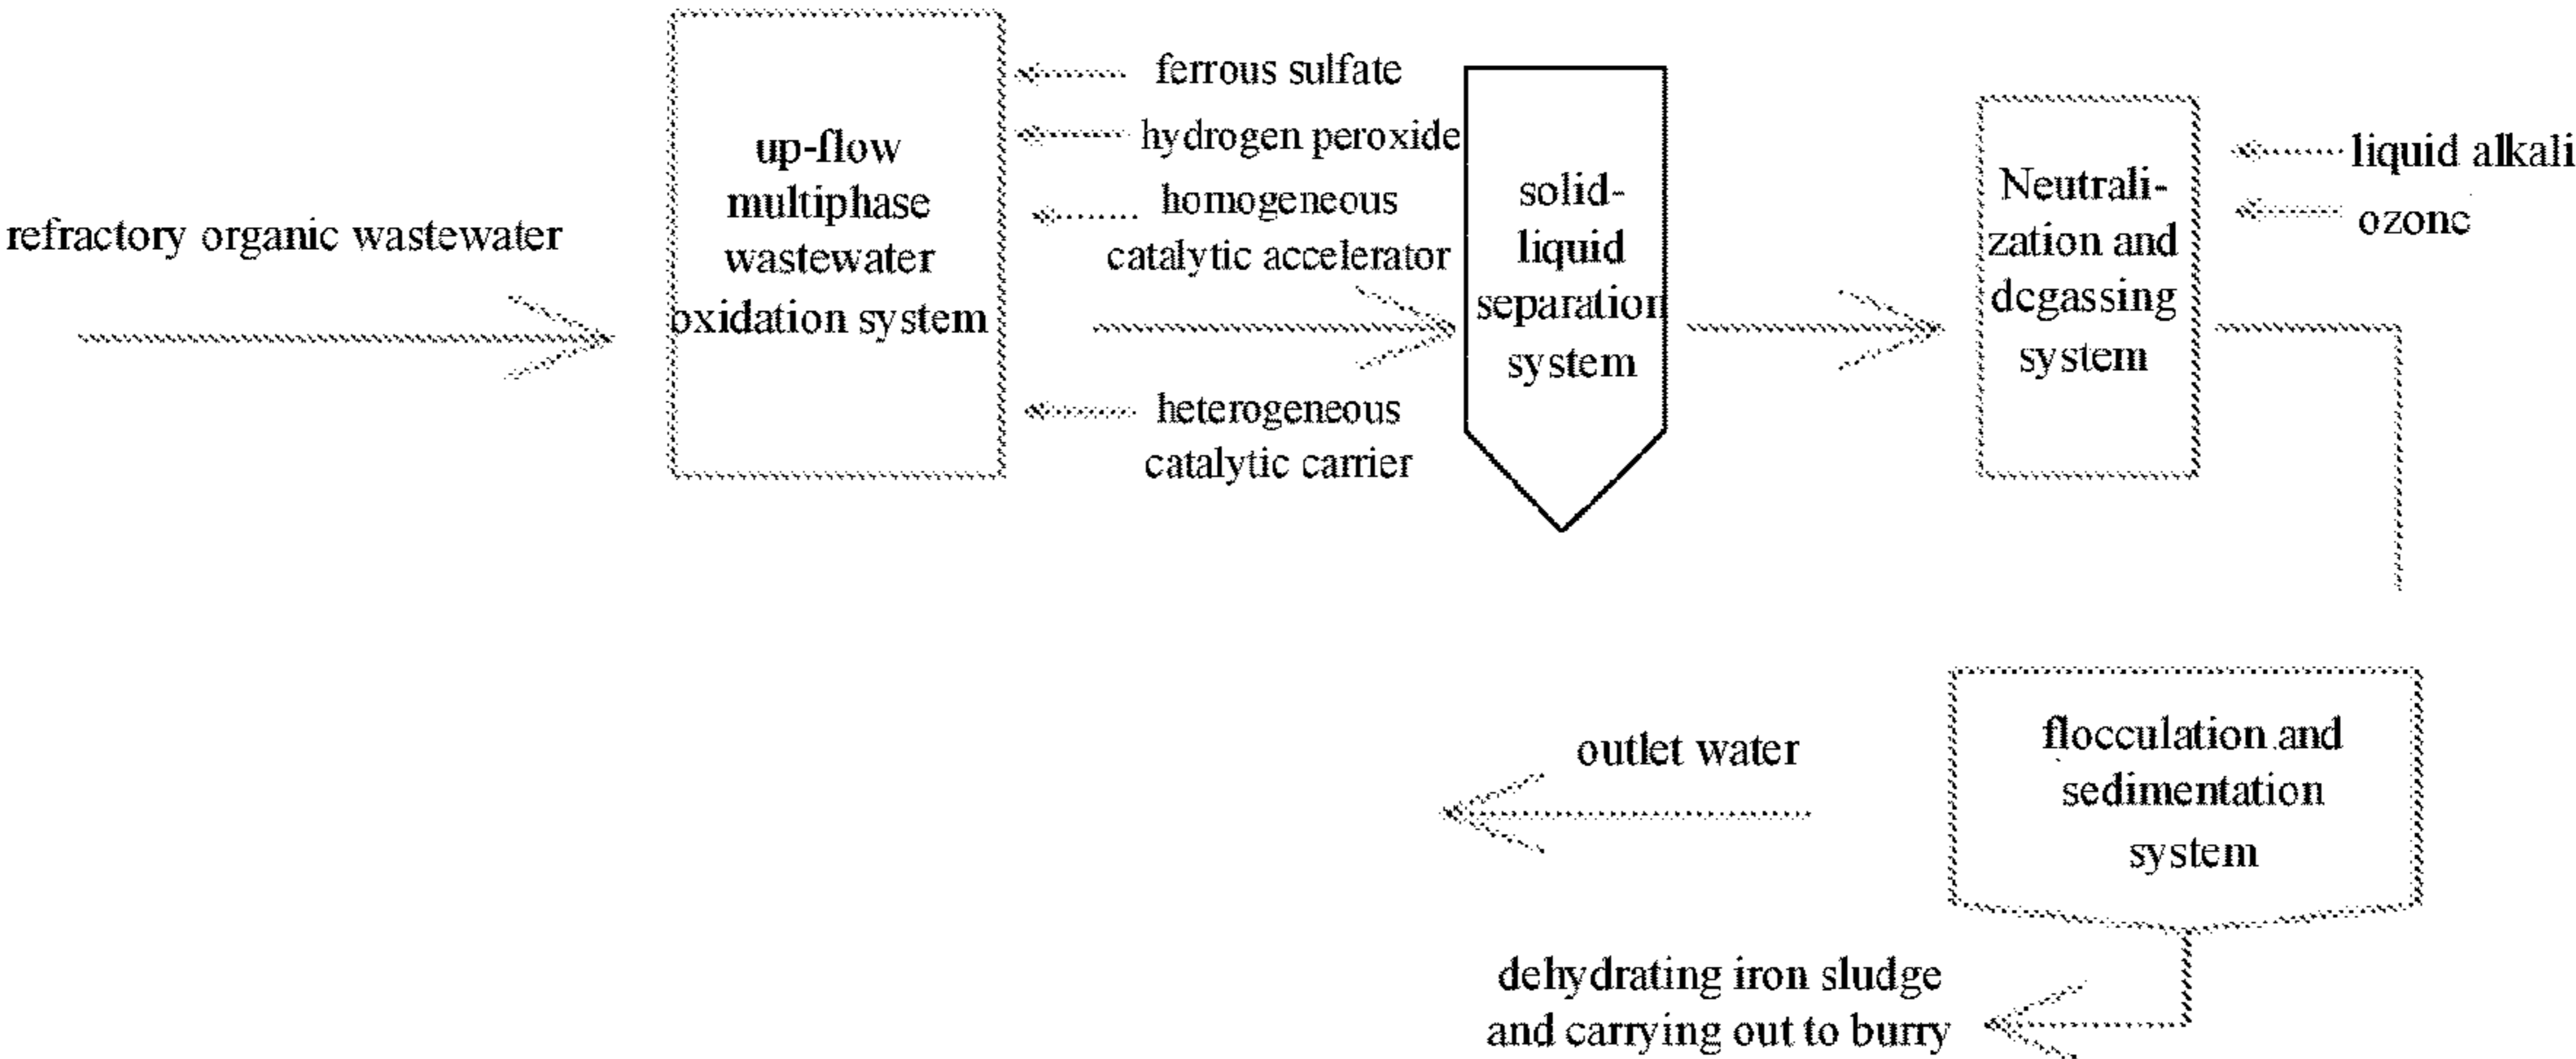 refractory organic wastewater
up-flow
multiphase
wastewater
oxidation system
ferrous sulfate
hydrogen peroxide
homogeneous
catalytic accelerator
heterogeneous
catalytic carrier
solid-
liquid
separation
system
Neutrali-
zation and
degassing
system
liquid alkali
ozone
flocculation and
sedimentation
system
outlet water
dehydrating iron sludge
and carrying out to burry